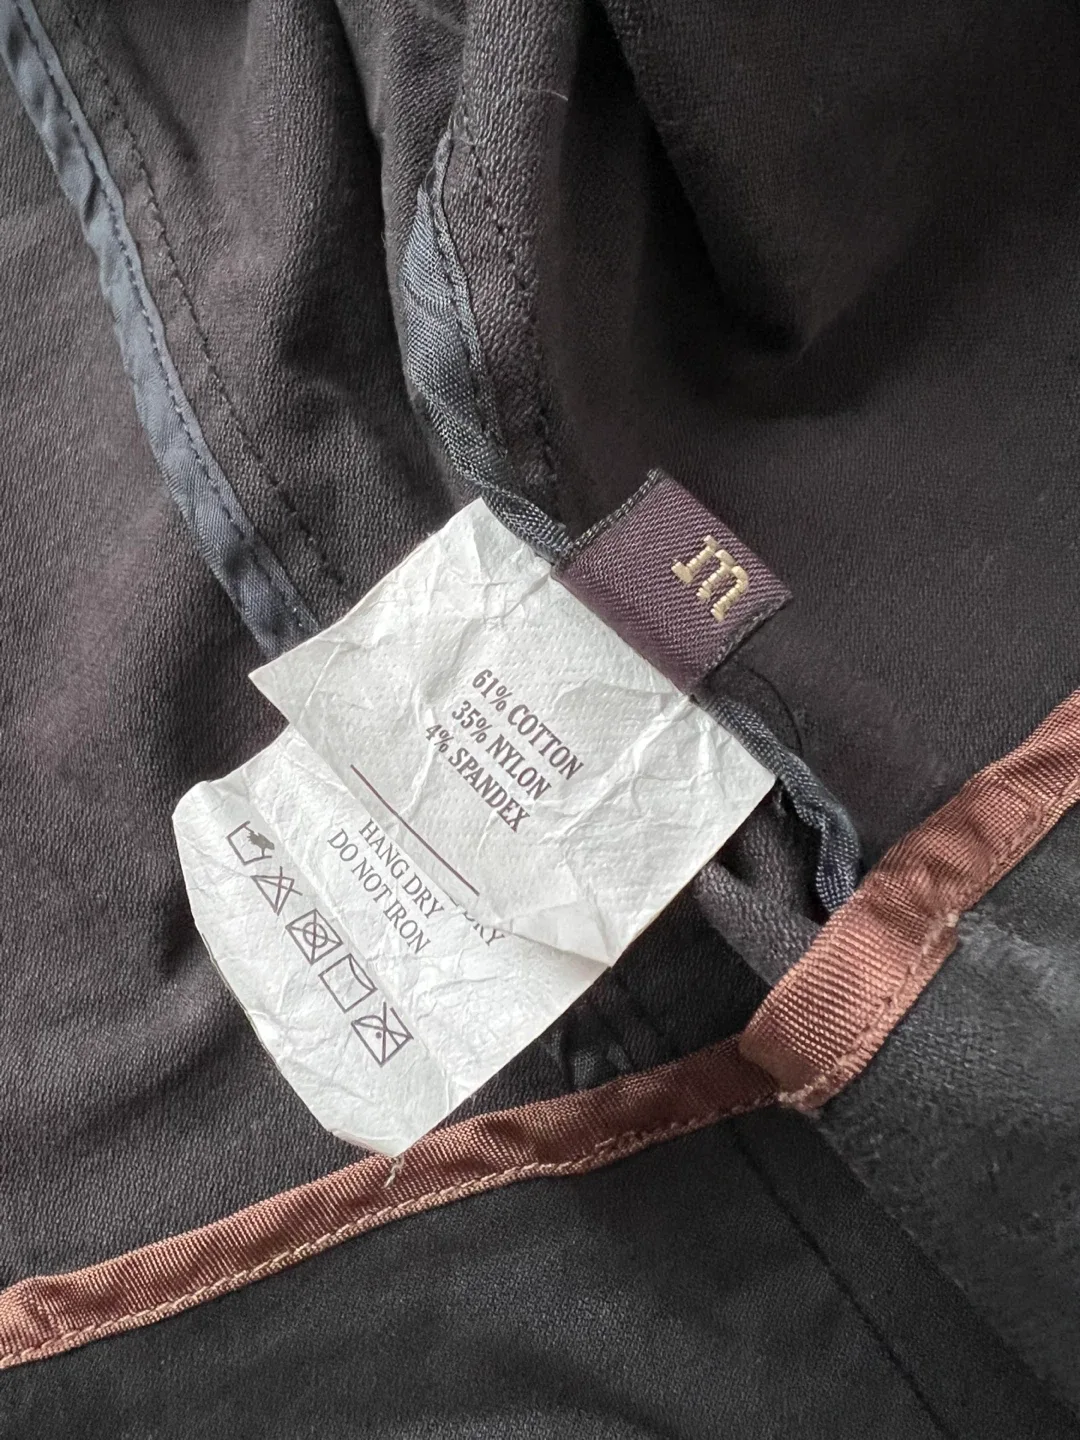 m
61% COTTON
35% NYLON
4% SPANDEX
HANG DRY
DO NOT IRON